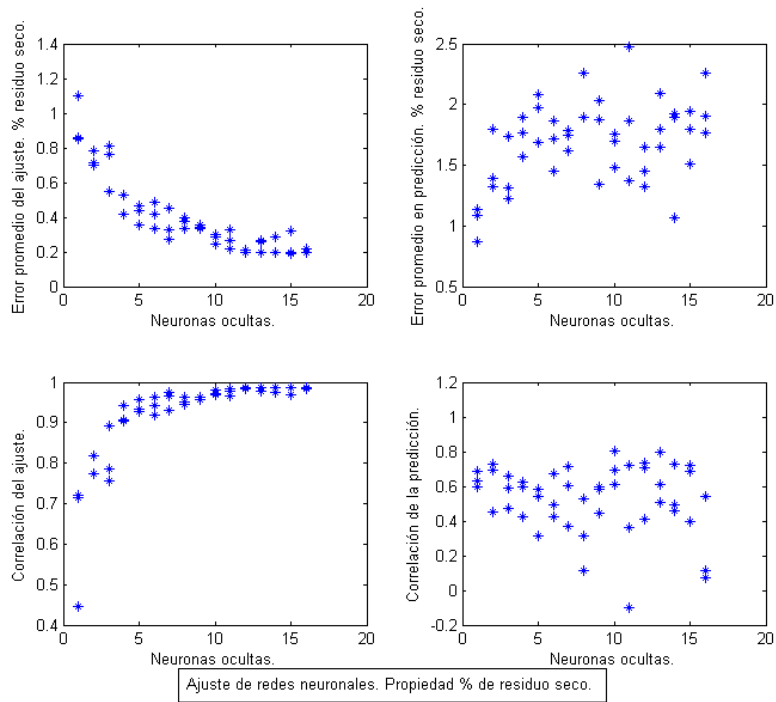 Error promedio del ajuste. % residuo seco.
1.4
1.2
1
0.8
0.6
0.4
0.2
0
0 5 10 15 20
Neuronas ocultas.
Error promedio en predicción. % residuo seco.
2.5
2
1.5
1
0.5
0 5 10 15 20
Neuronas ocultas.
Correlación del ajuste.
1
0.9
0.8
0.7
0.6
0.5
0.4
0 5 10 15 20
Neuronas ocultas.
Correlación de la predicción.
1.2
1
0.8
0.6
0.4
0.2
0
-0.2
0 5 10 15 20
Neuronas ocultas.
Ajuste de redes neuronales. Propiedad % de residuo seco.